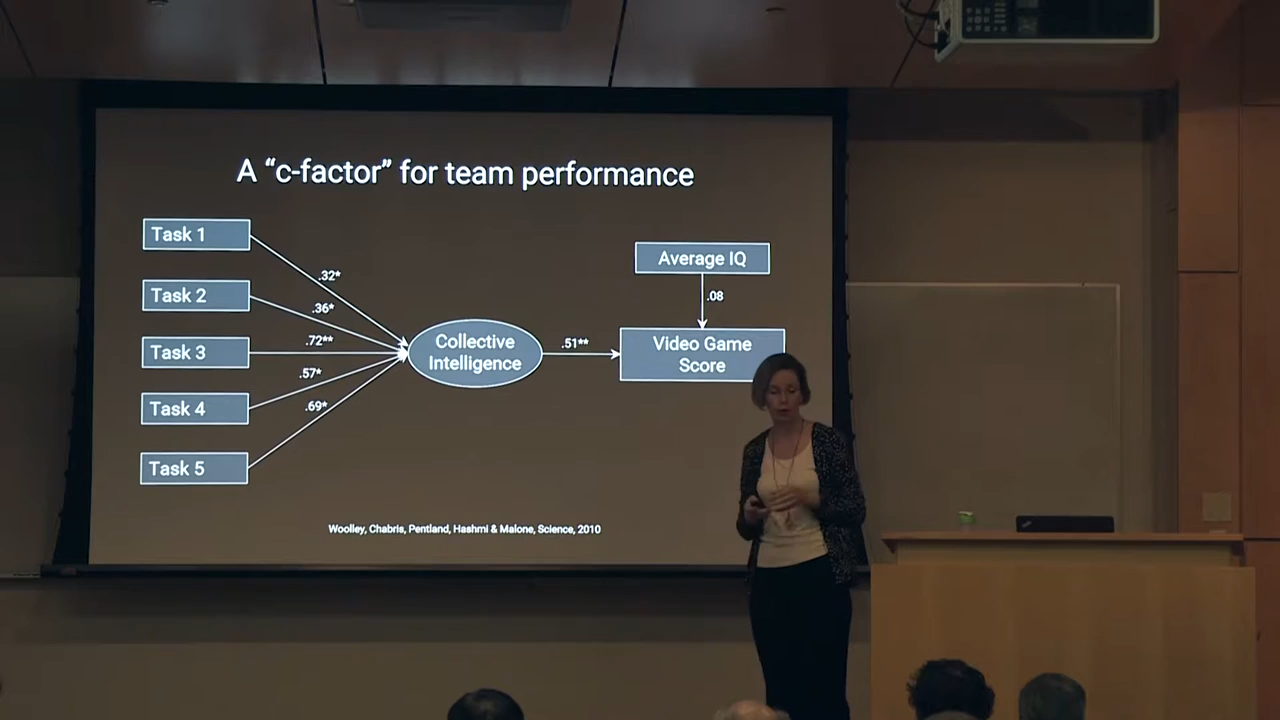 A “c-factor” for team performance
Task 1
Task 2
Task 3
Task 4
Task 5
.32*
.36*
.72**
.57*
.69*
Collective
Intelligence
.51**
Average IQ
.08
Video Game
Score
Woolley, Chabris, Pentland, Hashmi & Malone, Science, 2010